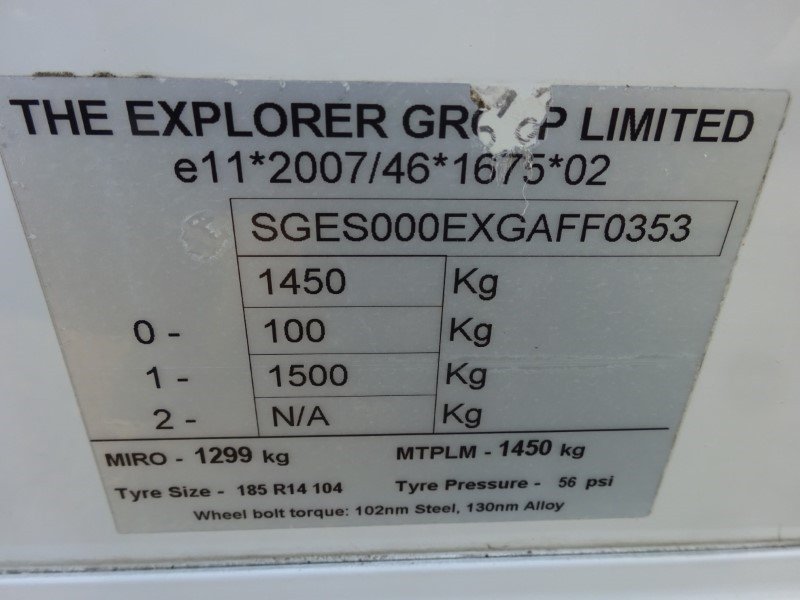 THE EXPLORER GROUP LIMITED
e11*2007/46*1675*02
SGES000EXGAFF0353
1450 Kg
0 - 100 Kg
1 - 1500 Kg
2 - N/A Kg
MIRO - 1299 kg MTPLM - 1450 kg
Tyre Size - 185 R14 104 Tyre Pressure - 56 psi
Wheel bolt torque: 102nm Steel, 130nm Alloy